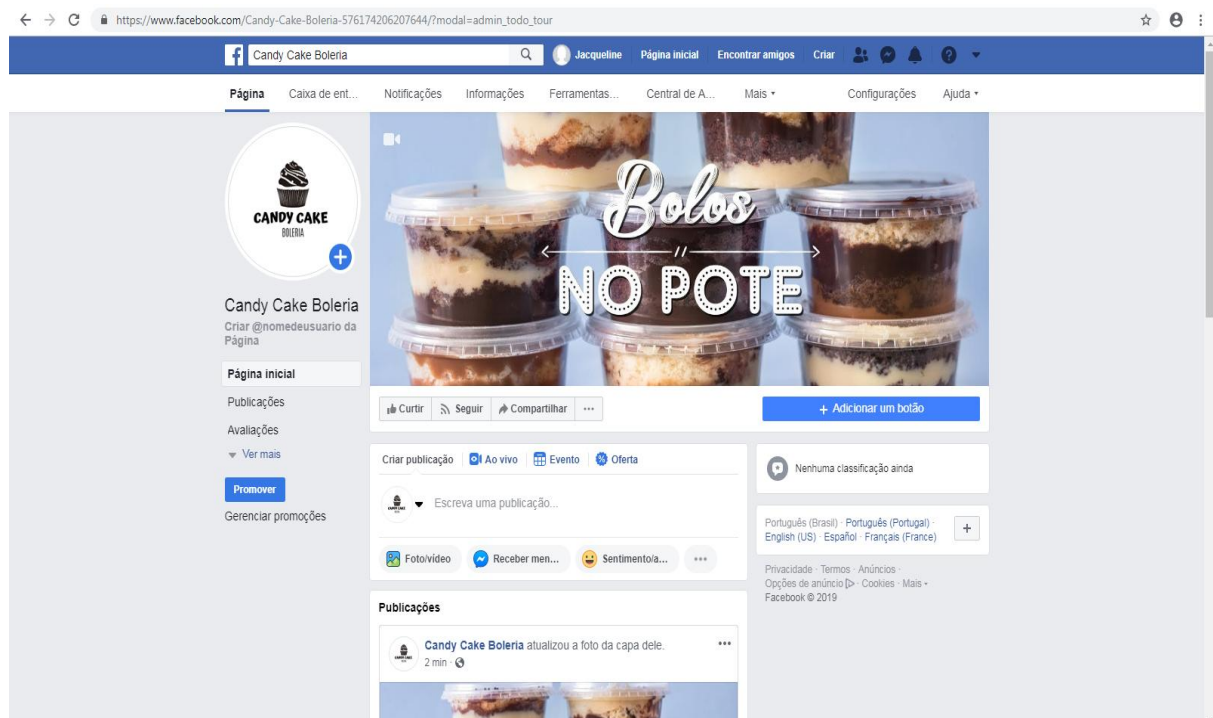 https://www.facebook.com/Candy-Cake-Boleria-576174206207644/?modal=admin_todo_tour
Candy Cake Boleria
Jacqueline Página inicial Encontrar amigos Criar
Página Caixa de ent... Notificações Informações Ferramentas... Central de A... Mais Configurações Ajuda
CANDY CAKE
BOLERIA
Bolos
NO POTE
Candy Cake Boleria
Criar @nomedeusuario da
Página
Página inicial
Publicações
Avaliações
Ver mais
Promover
Gerenciar promoções
Curtir Seguir Compartilhar ...
+ Adicionar um botão
Criar publicação Ao vivo Evento Oferta
Escreva uma publicação...
Foto/vídeo Receber men... Sentimento/a... ...
Publicações
Candy Cake Boleria atualizou a foto da capa dele. ...
2 min ·
Nenhuma classificação ainda
Português (Brasil) · Português (Portugal) ·
English (US) · Español · Français (France)
+
Privacidade · Termos · Anúncios ·
Opções de anúncio · Cookies · Mais
Facebook © 2019